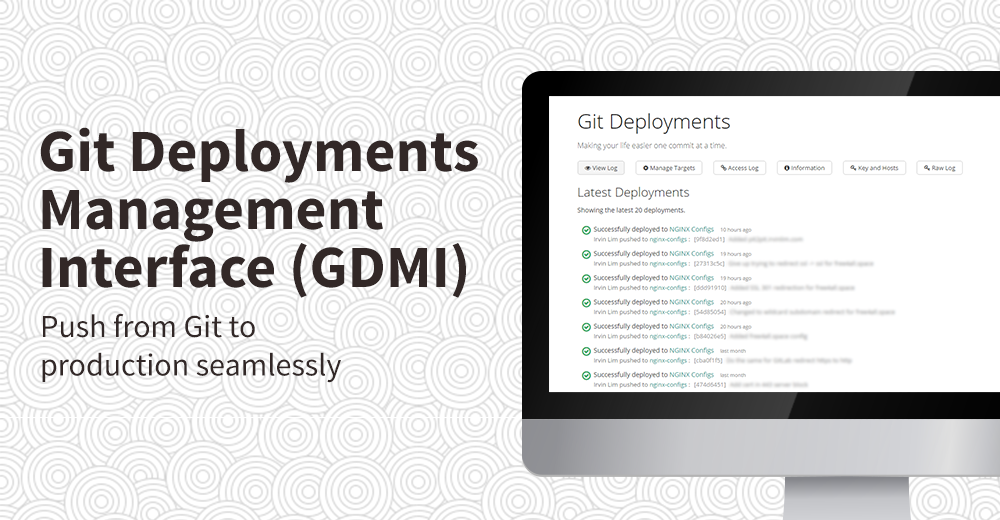 Git Deployments
Management
Interface (GDMI)
Push from Git to
production seamlessly
Git Deployments
Making your life easier one commit at a time.
View Log
Manage Targets
Access Log
Information
Key and Hosts
Raw Log
Latest Deployments
Showing the latest 20 deployments.
Successfully deployed to NGINX Configs 10 hours ago
Irvin Lim pushed to nginx-configs : [9f8d2ad1]
Successfully deployed to NGINX Configs 19 hours ago
Irvin Lim pushed to nginx-configs : [27313c5c]
Successfully deployed to NGINX Configs 19 hours ago
Irvin Lim pushed to nginx-configs : [d6d91910]
Successfully deployed to NGINX Configs 20 hours ago
Irvin Lim pushed to nginx-configs : [54d85054]
Successfully deployed to NGINX Configs 20 hours ago
Irvin Lim pushed to nginx-configs : [b84026e5]
Successfully deployed to NGINX Configs last month
Irvin Lim pushed to nginx-configs : [cba0f1f5]
Successfully deployed to NGINX Configs last month
Irvin Lim pushed to nginx-configs : [474d6451]